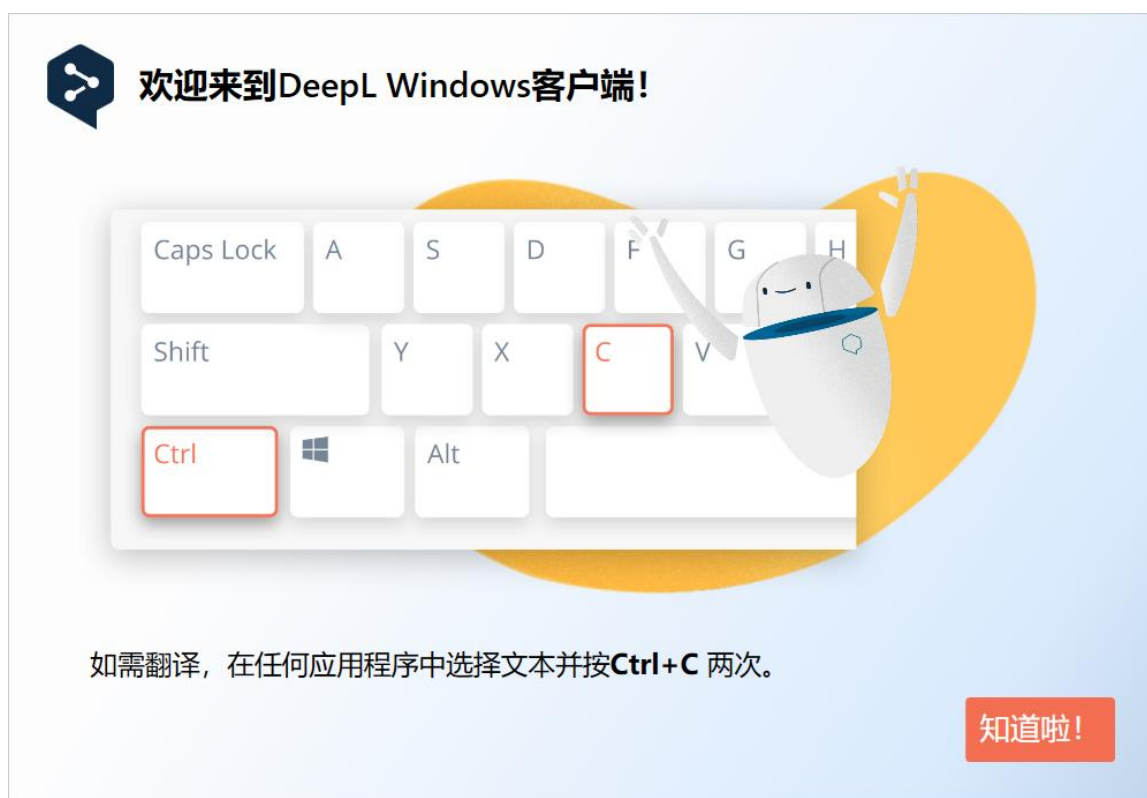 欢迎来到DeepL Windows客户端！
Caps Lock A S D F G H
Shift Y X C V
Ctrl Alt
如需翻译，在任何应用程序中选择文本并按Ctrl+C 两次。
知道啦！